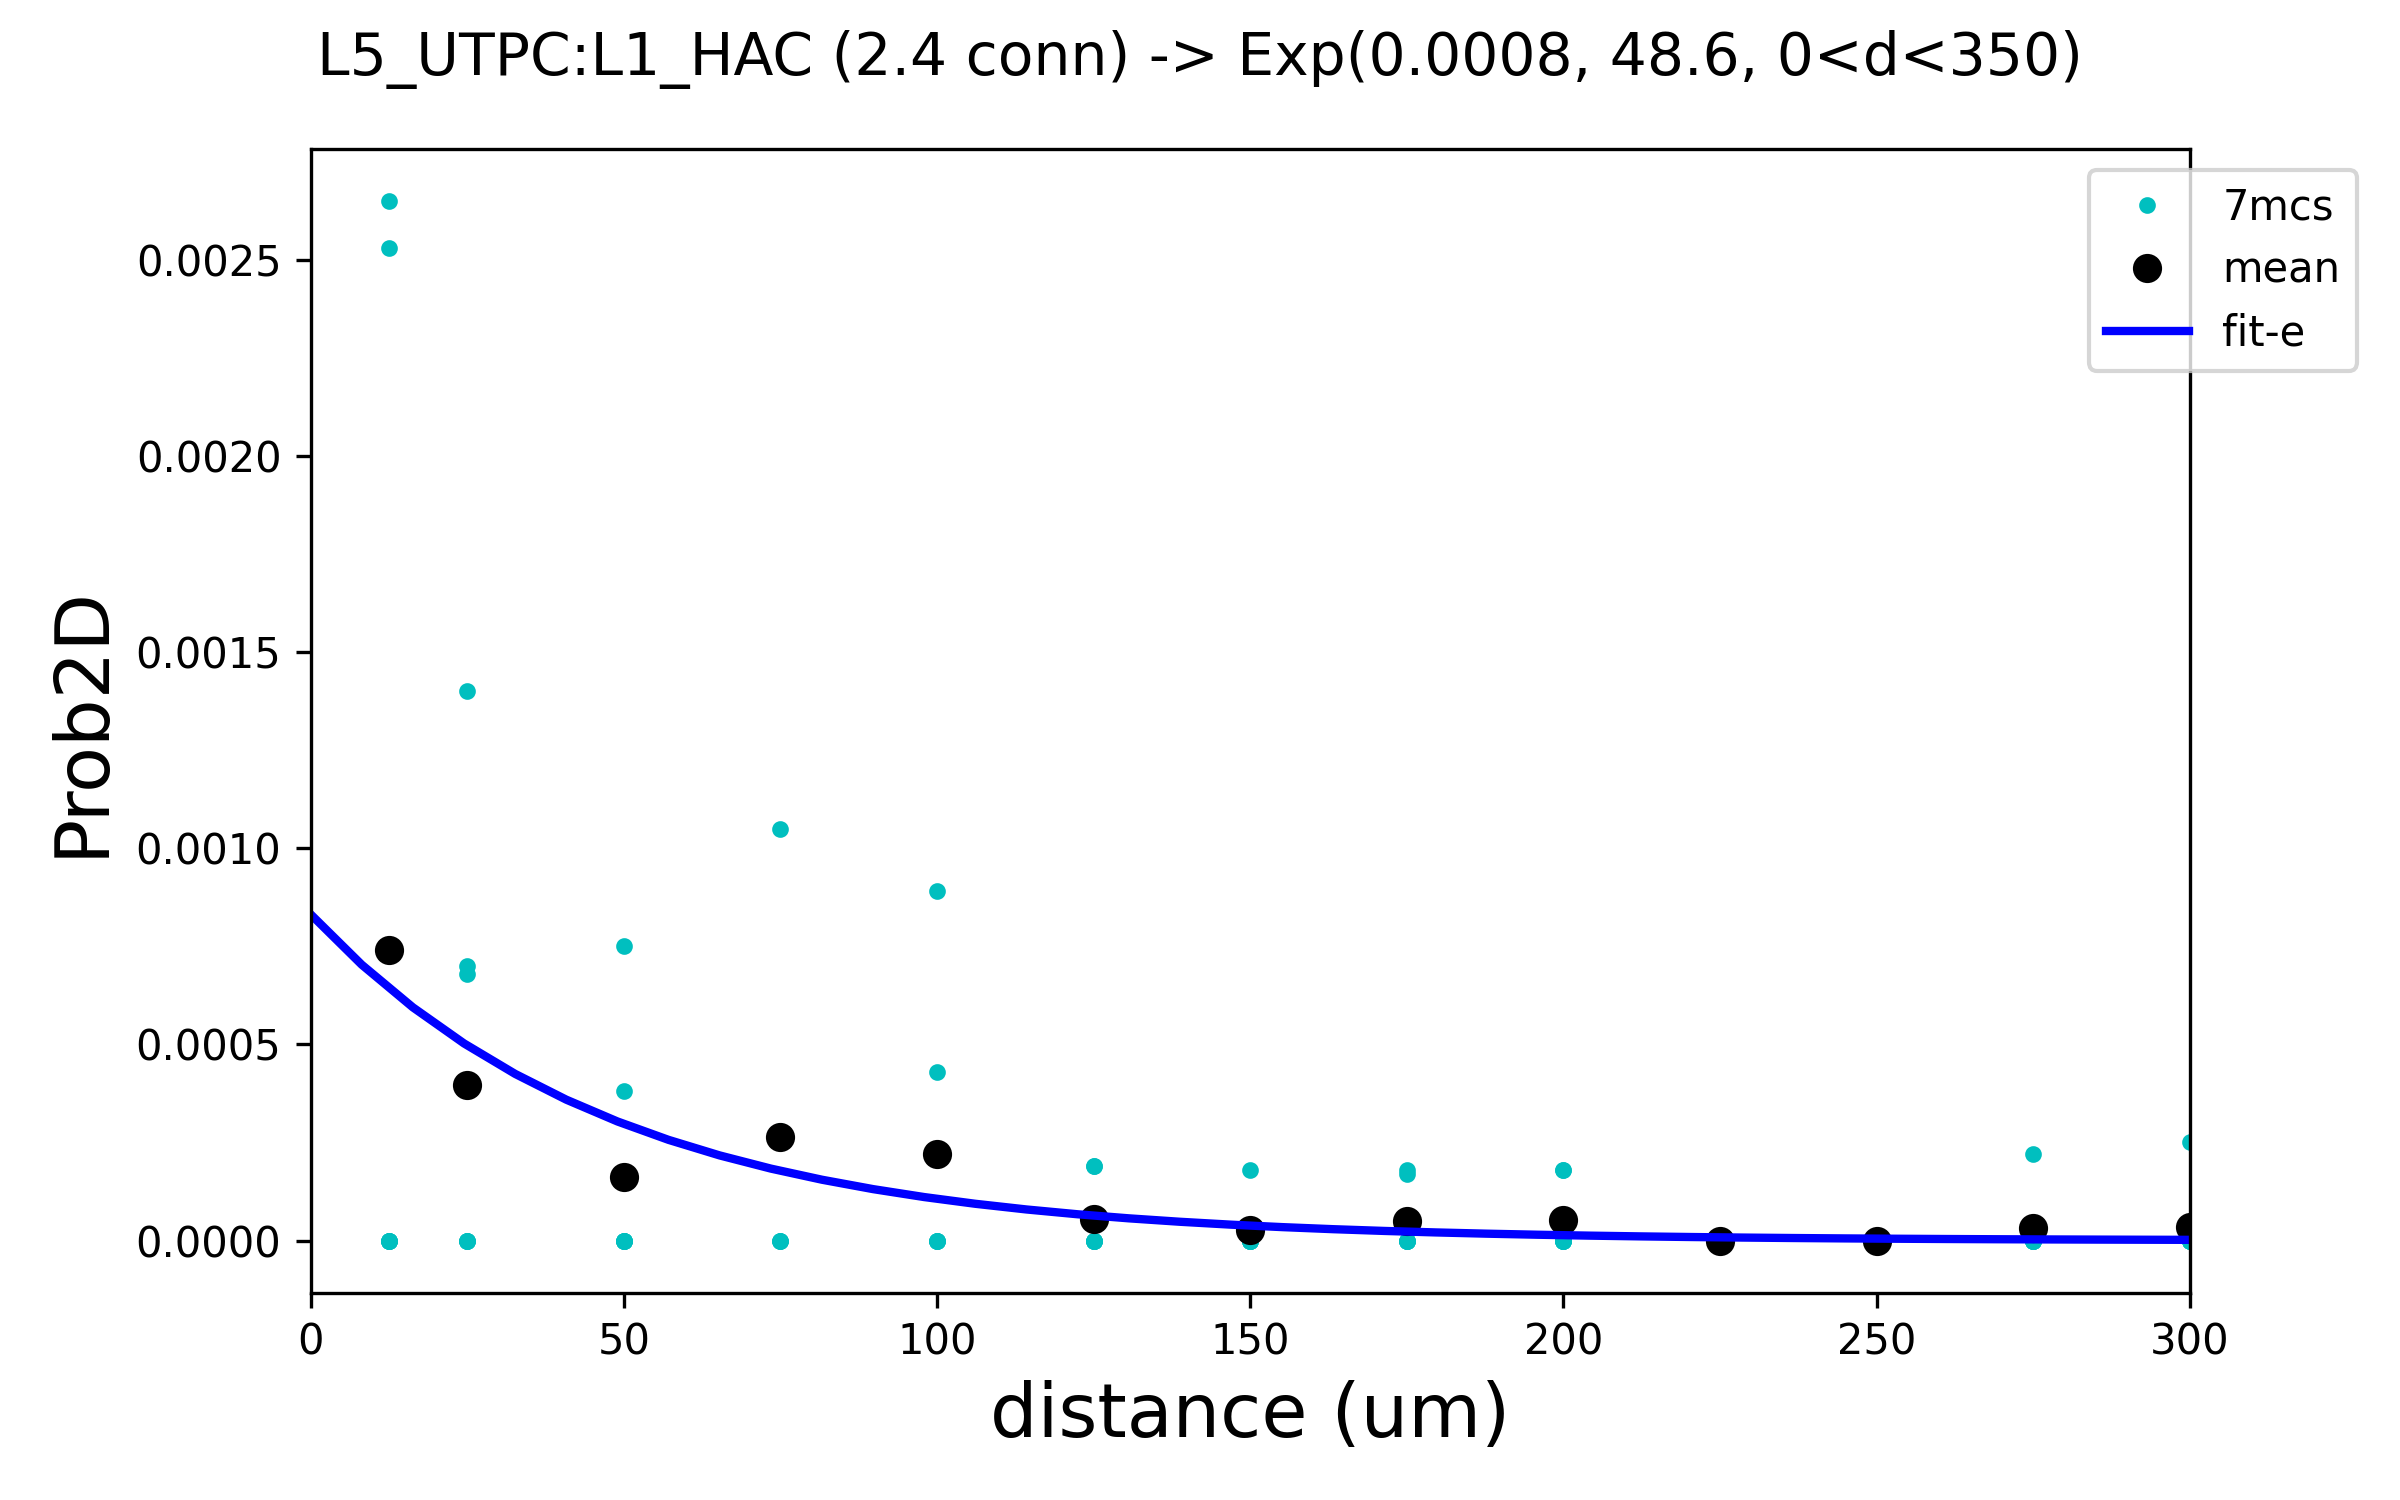 L5_UTPC:L1_HAC (2.4 conn) -> Exp(0.0008, 48.6, 0<d<350)
7mcs
mean
fit-e
Prob2D
0.0025
0.0020
0.0015
0.0010
0.0005
0.0000
0 50 100 150 200 250 300
distance (um)